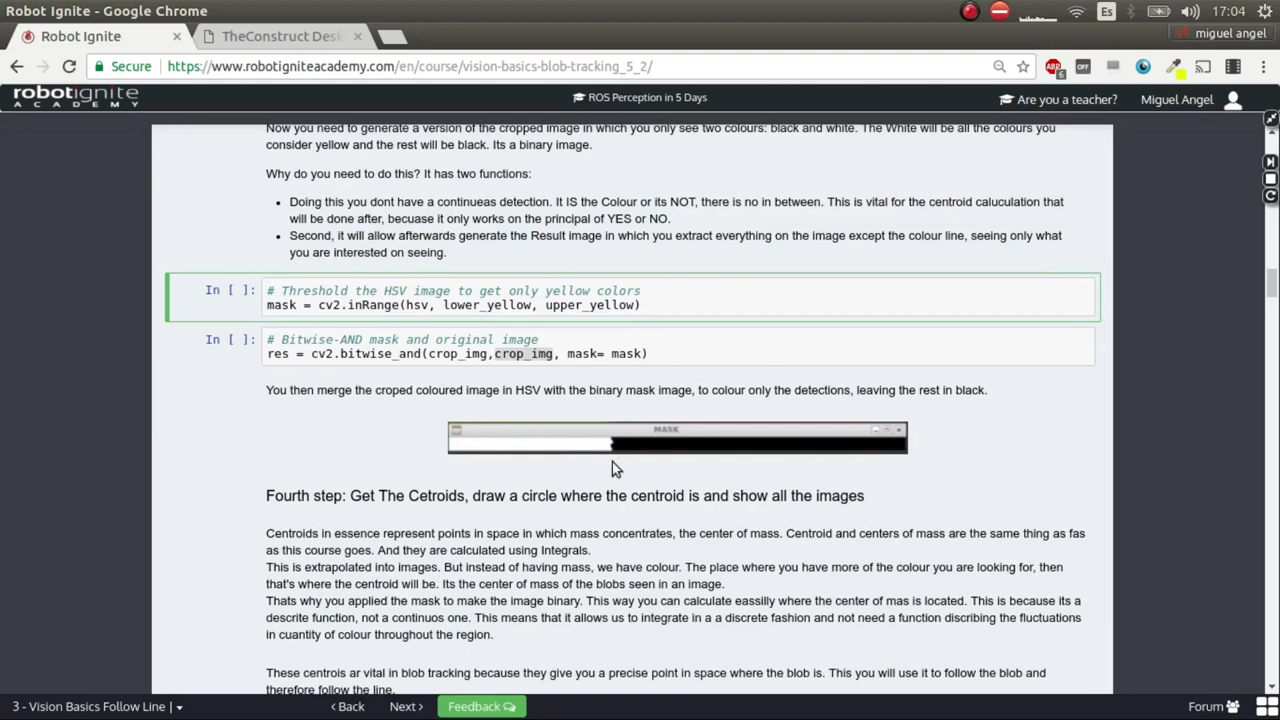 Robot Ignite - Google Chrome
Es
17:04
Robot Ignite
TheConstruct Desk
miguel angel
Secure
https://www.robotigniteacademy.com/en/course/vision-basics-blob-tracking_5_2/
ABP
6
OFF
robotignite
ACADEMY
ROS Perception in 5 Days
Are you a teacher?
Miguel Angel
Now you need to generate a version of the cropped image in which you only see two colours: black and white. The White will be all the colours you
consider yellow and the rest will be black. Its a binary image.
Why do you need to do this? It has two functions:
Doing this you dont have a continueas detection. It IS the Colour or its NOT, there is no in between. This is vital for the centroid caluculation that
will be done after, becuase it only works on the principal of YES or NO.
Second, it will allow afterwards generate the Result image in which you extract everything on the image except the colour line, seeing only what
you are interested on seeing.
In [ ]:
# Threshold the HSV image to get only yellow colors
mask = cv2.inRange(hsv, lower_yellow, upper_yellow)
In [ ]:
# Bitwise-AND mask and original image
res = cv2.bitwise_and(crop_img,crop_img, mask= mask)
You then merge the croped coloured image in HSV with the binary mask image, to colour only the detections, leaving the rest in black.
MASK
Fourth step: Get The Cetroids, draw a circle where the centroid is and show all the images
Centroids in essence represent points in space in which mass concentrates, the center of mass. Centroid and centers of mass are the same thing as fas
as this course goes. And they are calculated using Integrals.
This is extrapolated into images. But instead of having mass, we have colour. The place where you have more of the colour you are looking for, then
that's where the centroid will be. Its the center of mass of the blobs seen in an image.
Thats why you applied the mask to make the image binary. This way you can calculate eassilly where the center of mas is located. This is because its a
descrite function, not a continuos one. This means that it allows us to integrate in a a discrete fashion and not need a function discribing the fluctuations
in cuantity of colour throughout the region.
These centrois ar vital in blob tracking because they give you a precise point in space where the blob is. This you will use it to follow the blob and
therefore follow the line.
3 - Vision Basics Follow Line |
Back
Next
Feedback
Forum